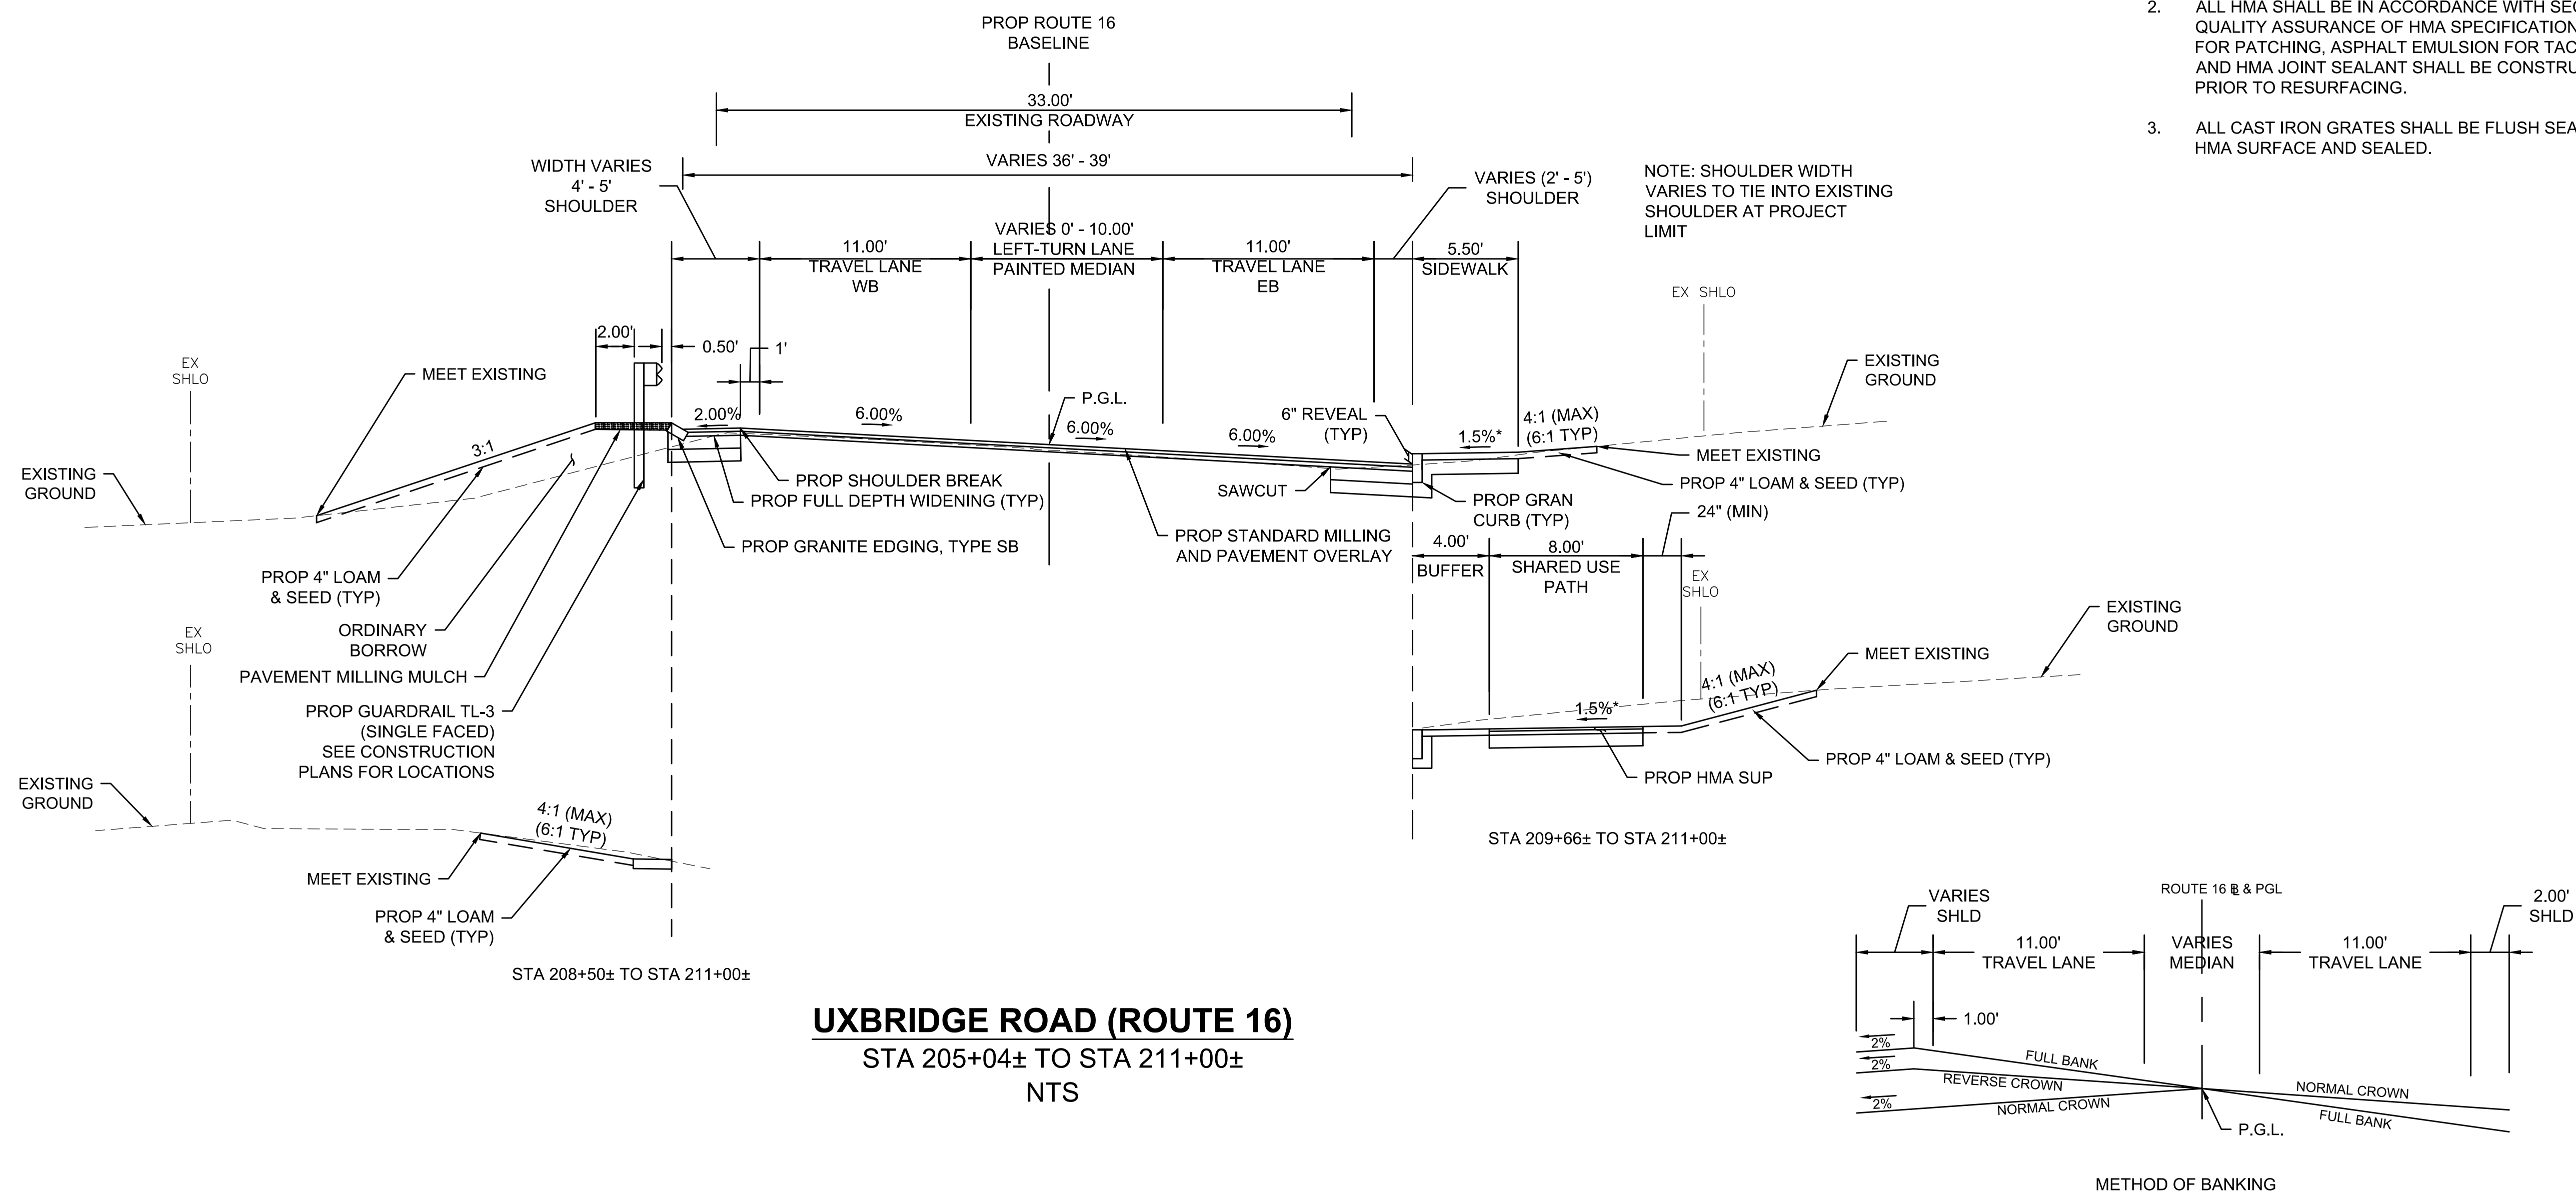 2. ALL HMA SHALL BE IN ACCORDANCE WITH
QUALITY ASSURANCE OF HMA
FOR PATCHING, ASPHALT EMULSION FOR
AND HMA JOINT SEALANT SHALL BE
PRIOR TO RESURFACING.
3. ALL CAST IRON GRATES SHALL BE FLUSH
HMA SURFACE AND SEALED.
PROP ROUTE 16
BASELINE
33.00'
EXISTING ROADWAY
VARIES 36' - 39'
WIDTH VARIES
4' - 5'
SHOULDER
VARIES (2' - 5')
SHOULDER
NOTE: SHOULDER WIDTH
VARIES TO TIE INTO EXISTING
SHOULDER AT PROJECT
LIMIT
11.00'
TRAVEL LANE
WB
VARIES 0' - 10.00'
LEFT-TURN LANE
PAINTED MEDIAN
11.00'
TRAVEL LANE
EB
5.50'
SIDEWALK
EX SHLO
EX
SHLO
2.00'
0.50'
1'
MEET EXISTING
EXISTING
GROUND
P.G.L.
2.00%
6.00%
6.00%
6.00%
6" REVEAL
(TYP)
1.5%*
4:1 (MAX)
(6:1 TYP)
MEET EXISTING
3:1
EXISTING
GROUND
PROP SHOULDER BREAK
PROP FULL DEPTH WIDENING (TYP)
PROP GRANITE EDGING, TYPE SB
SAWCUT
PROP GRAN
CURB (TYP)
PROP 4" LOAM & SEED (TYP)
24" (MIN)
PROP STANDARD MILLING
AND PAVEMENT OVERLAY
4.00'
BUFFER
8.00'
SHARED USE
PATH
EX
SHLO
PROP 4" LOAM
& SEED (TYP)
ORDINARY
BORROW
PAVEMENT MILLING MULCH
PROP GUARDRAIL TL-3
(SINGLE FACED)
SEE CONSTRUCTION
PLANS FOR LOCATIONS
EX
SHLO
EXISTING
GROUND
MEET EXISTING
4:1 (MAX)
(6:1 TYP)
1.5%*
PROP 4" LOAM & SEED (TYP)
PROP HMA SUP
STA 209+66± TO STA 211+00±
EXISTING
GROUND
4:1 (MAX)
(6:1 TYP)
MEET EXISTING
PROP 4" LOAM
& SEED (TYP)
STA 208+50± TO STA 211+00±
UXBRIDGE ROAD (ROUTE 16)
STA 205+04± TO STA 211+00±
NTS
ROUTE 16 ℄ & PGL
VARIES
SHLD
11.00'
TRAVEL LANE
VARIES
MEDIAN
11.00'
TRAVEL LANE
2.00'
SHLD
1.00'
2%
FULL BANK
2%
REVERSE CROWN
2%
NORMAL CROWN
NORMAL CROWN
FULL BANK
P.G.L.
METHOD OF BANKING